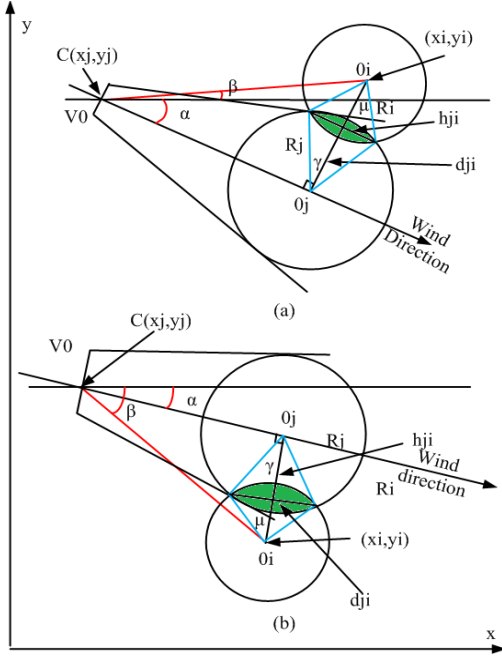 y
(xi,yi)
C(xj,yj)
0i
β
V0
μ
Ri
α
hji
Rj
γ
dji
0j
Wind
Direction
(a)
C(xj,yj)
V0
α
β
0j
hji
Rj
γ
Wind
direction
Ri
μ
(xi,yi)
0i
dji
(b)
x